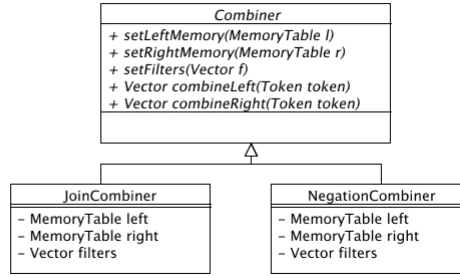 Combiner
+ setLeftMemory(MemoryTable l)
+ setRightMemory(MemoryTable r)
+ setFilters(Vector f)
+ Vector combineLeft(Token token)
+ Vector combineRight(Token token)
JoinCombiner
- MemoryTable left
- MemoryTable right
- Vector filters
NegationCombiner
- MemoryTable left
- MemoryTable right
- Vector filters